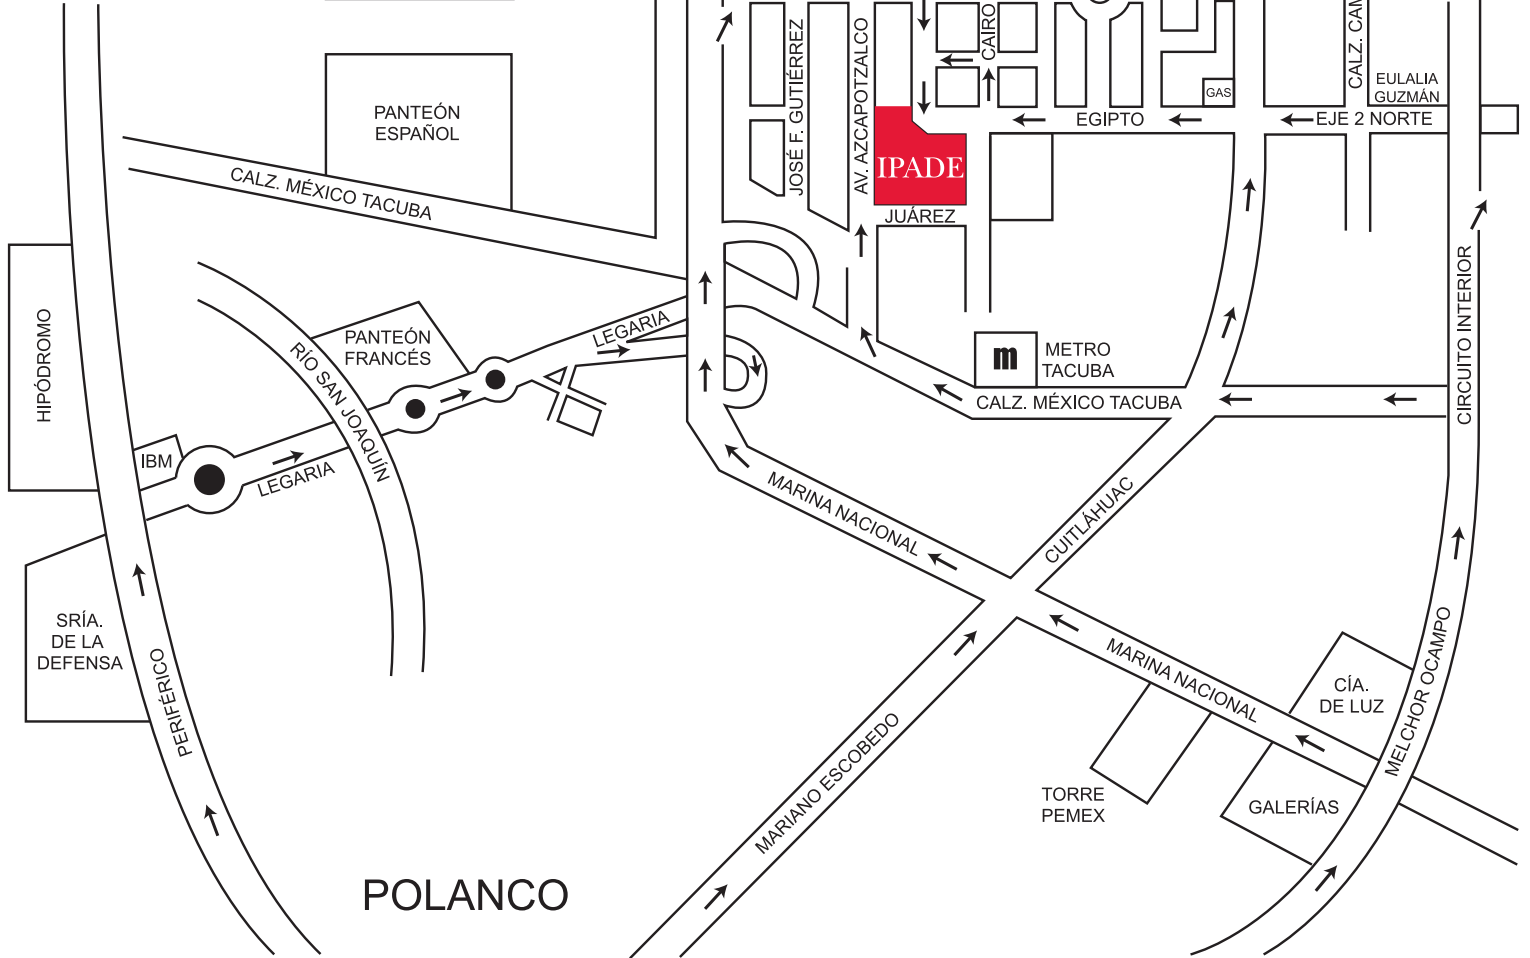 JOSÉ F. GUTIÉRREZ
AV. AZCAPOTZALCO
CAIRO
CALZ. CAM
EULALIA
GUZMÁN
GAS
EGIPTO
EJE 2 NORTE
PANTEÓN
ESPAÑOL
IPADE
JUÁREZ
CALZ. MÉXICO TACUBA
HIPÓDROMO
PANTEÓN
FRANCÉS
LEGARIA
RÍO SAN JOAQUÍN
m
METRO
TACUBA
CALZ. MÉXICO TACUBA
CIRCUITO INTERIOR
IBM
LEGARIA
MARINA NACIONAL
CUITLÁHUAC
SRÍA.
DE LA
DEFENSA
PERIFÉRICO
MARINA NACIONAL
CÍA.
DE LUZ
MELCHOR OCAMPO
MARIANO ESCOBEDO
TORRE
PEMEX
GALERÍAS
POLANCO